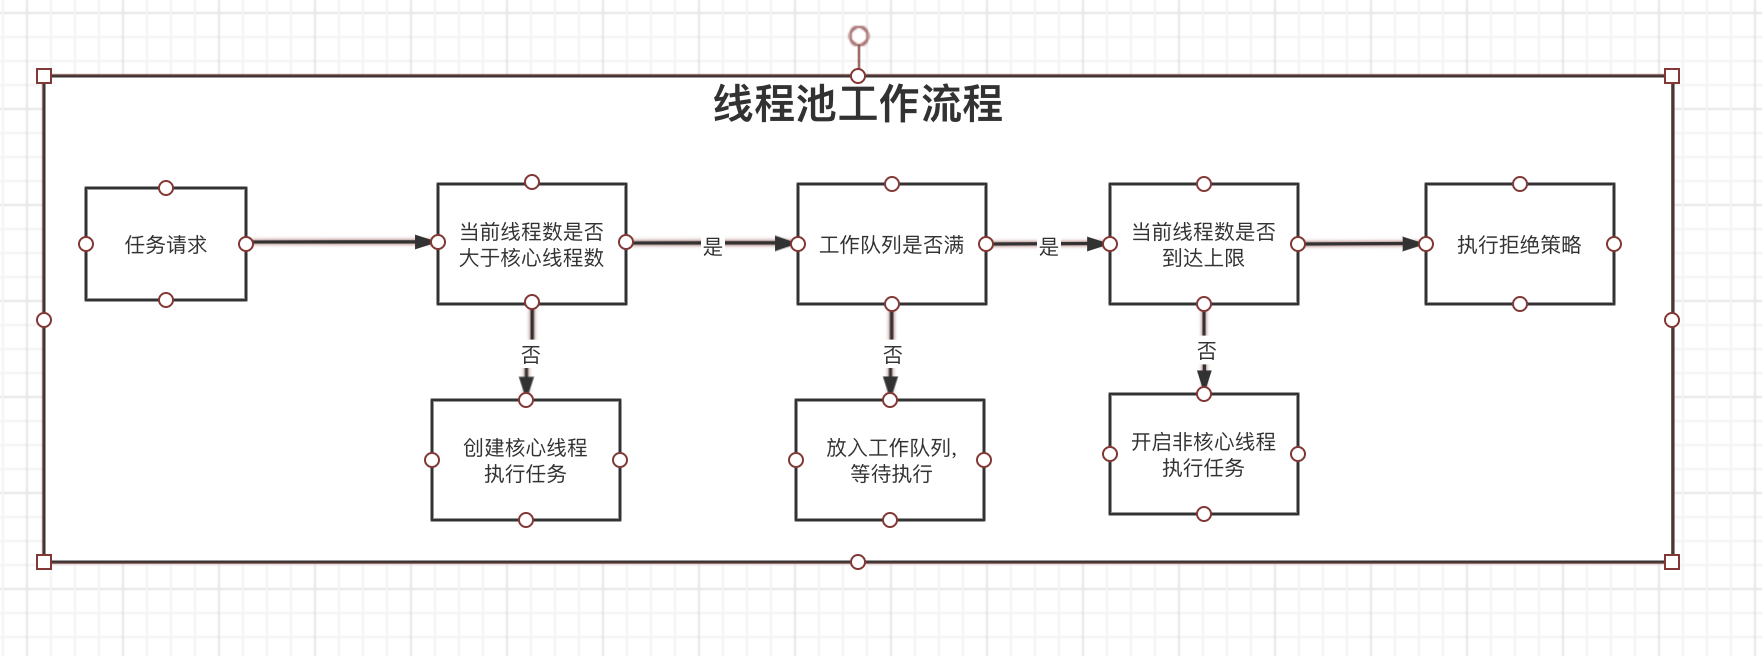 线程池工作流程
任务请求
当前线程数是否
大于核心线程数
是
工作队列是否满
是
当前线程数是否
到达上限
执行拒绝策略
否
否
否
创建核心线程
执行任务
放入工作队列,
等待执行
开启非核心线程
执行任务